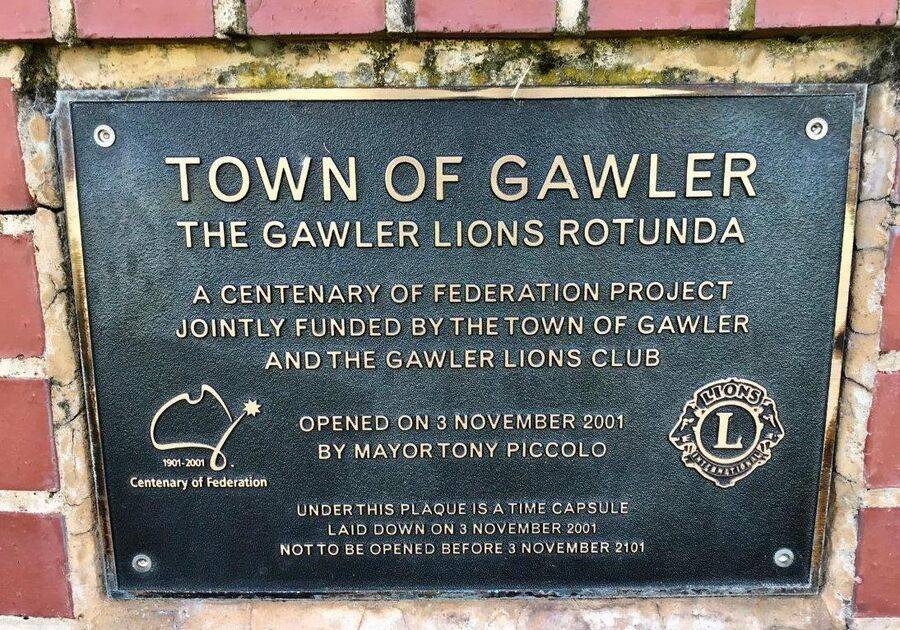 TOWN OF GAWLER
THE GAWLER LIONS ROTUNDA
A CENTENARY OF FEDERATION PROJECT
JOINTLY FUNDED BY THE TOWN OF GAWLER
AND THE GAWLER LIONS CLUB
1901-2001
Centenary of Federation
OPENED ON 3 NOVEMBER 2001
BY MAYOR TONY PICCOLO
LIONS
L
INTERNATIONAL
UNDER THIS PLAQUE IS A TIME CAPSULE
LAID DOWN ON 3 NOVEMBER 2001
NOT TO BE OPENED BEFORE 3 NOVEMBER 2101